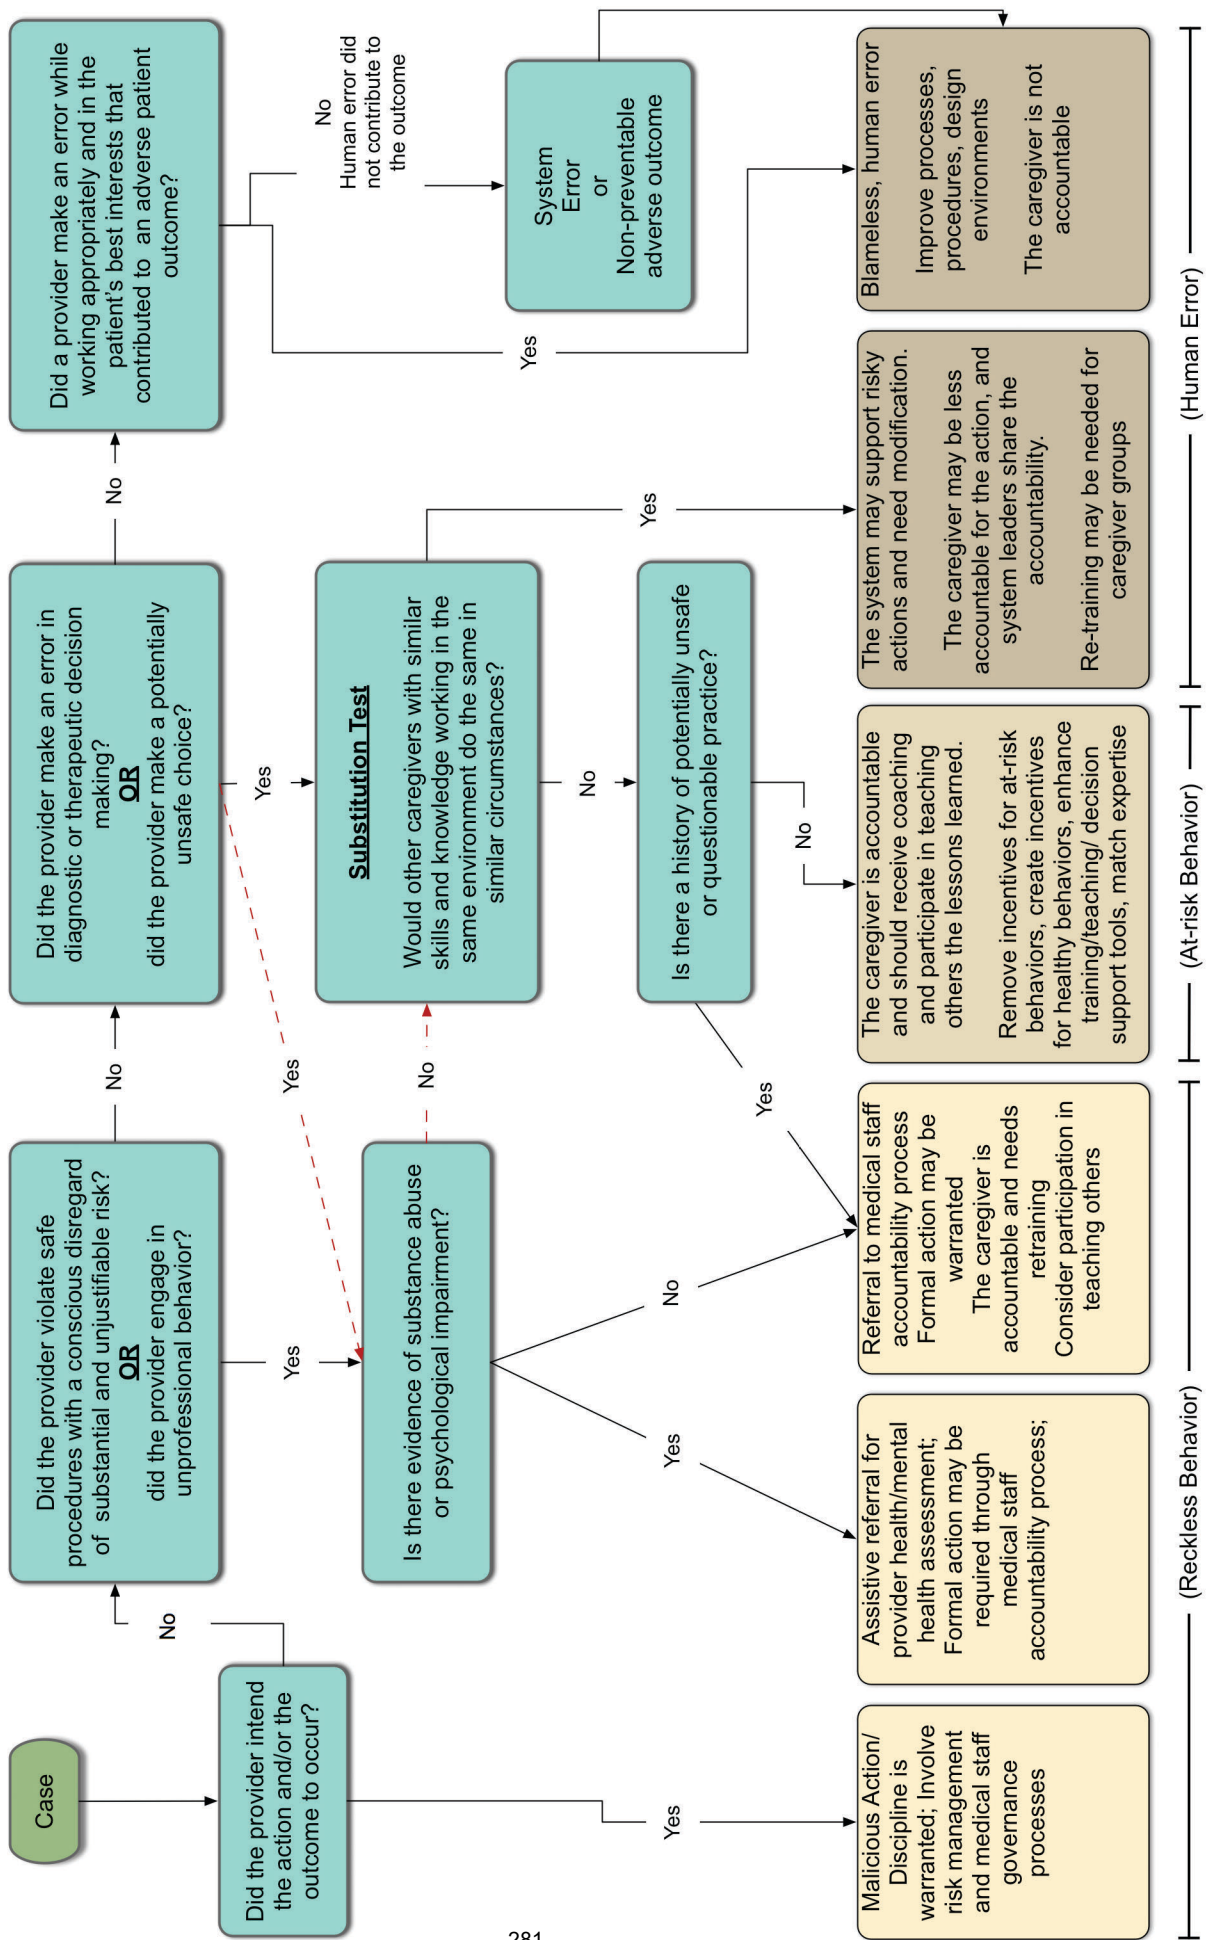 Case
Did the provider intend
the action and/or the
outcome to occur?
No
Yes
Did the provider violate safe
procedures with a conscious disregard
of substantial and unjustifiable risk?
OR
did the provider engage in
unprofessional behavior?
No
Yes
Did the provider make an error in
diagnostic or therapeutic decision
making?
OR
did the provider make a potentially
unsafe choice?
No
Yes
Yes
Did a provider make an error while
working appropriately and in the
patient's best interests that
contributed to an adverse patient
outcome?
No
Human error did
not contribute to
the outcome
Yes
Is there evidence of substance abuse
or psychological impairment?
No
Yes
No
Substitution Test
Would other caregivers with similar
skills and knowledge working in the
same environment do the same in
similar circumstances?
No
Yes
System
Error
or
Non-preventable
adverse outcome
Is there a history of potentially unsafe
or questionable practice?
Yes
No
Malicious Action/
Discipline is
warranted; Involve
risk management
and medical staff
governance
processes
Assistive referral for
provider health/mental
health assessment;
Formal action may be
required through
medical staff
accountability process;
Referral to medical staff
accountability process
Formal action may be
warranted
The caregiver is
accountable and needs
retraining
Consider participation in
teaching others
The caregiver is accountable
and should receive coaching
and participate in teaching
others the lessons learned.
Remove incentives for at-risk
behaviors, create incentives
for healthy behaviors, enhance
training/teaching/ decision
support tools, match expertise
The system may support risky
actions and need modification.
The caregiver may be less
accountable for the action, and
system leaders share the
accountability.
Re-training may be needed for
caregiver groups
Blameless, human error
Improve processes,
procedures, design
environments
The caregiver is not
accountable
(Reckless Behavior)
(At-risk Behavior)
(Human Error)
281